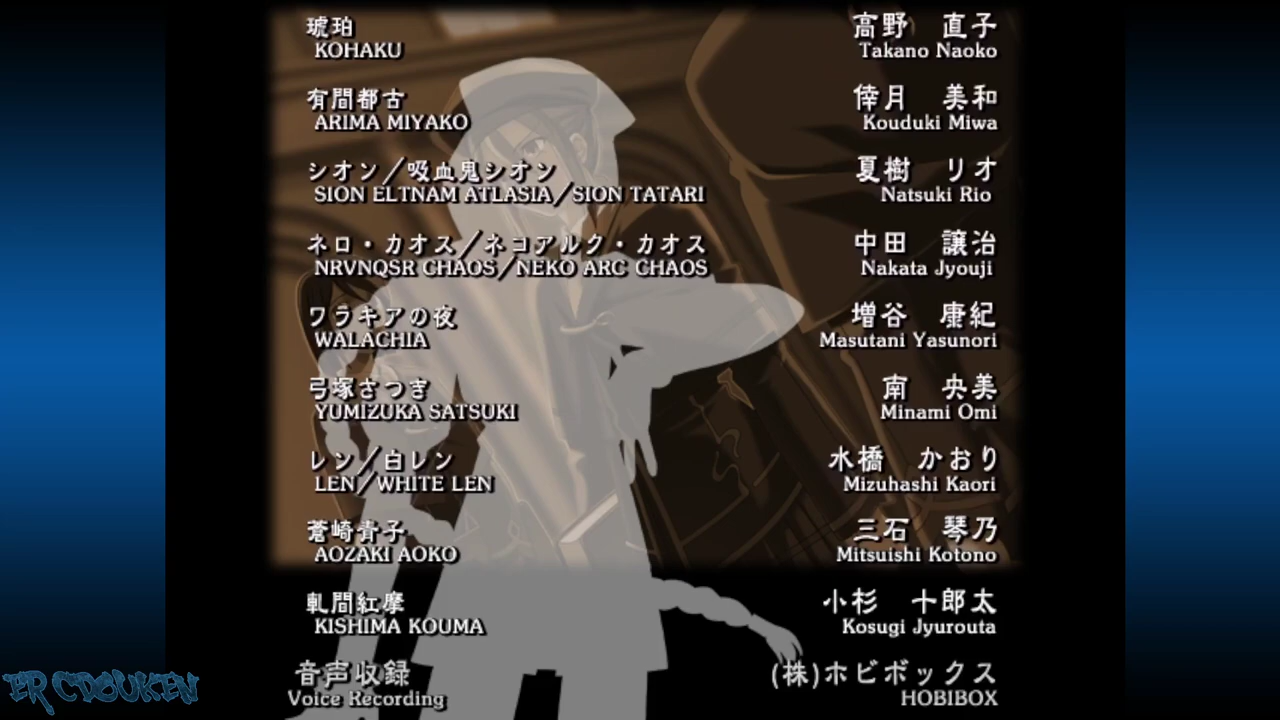 琥珀 高野 直子
KOHAKU Takano Naoko
有間都古 倖月 美和
ARIMA MIYAKO Kouduki Miwa
シオン／吸血鬼シオン 夏樹 リオ
SION ELTNAM ATLASIA／SION TATARI Natsuki Rio
ネロ・カオス／ネコアルク・カオス 中田 譲治
NRVNQSR CHAOS／NEKO ARC CHAOS Nakata Jyouji
ワラキアの夜 増谷 康紀
WALACHIA Masutani Yasunori
弓塚さつき 南 央美
YUMIZUKA SATSUKI Minami Omi
レン／白レン 水橋 かおり
LEN／WHITE LEN Mizuhashi Kaori
蒼崎青子 三石 琴乃
AOZAKI AOKO Mitsuishi Kotono
軋間紅摩 小杉 十郎太
KISHIMA KOUMA Kosugi Jyurouta
音声収録 (株)ホビボックス
Voice Recording HOBIBOX
ER CDOUKEN